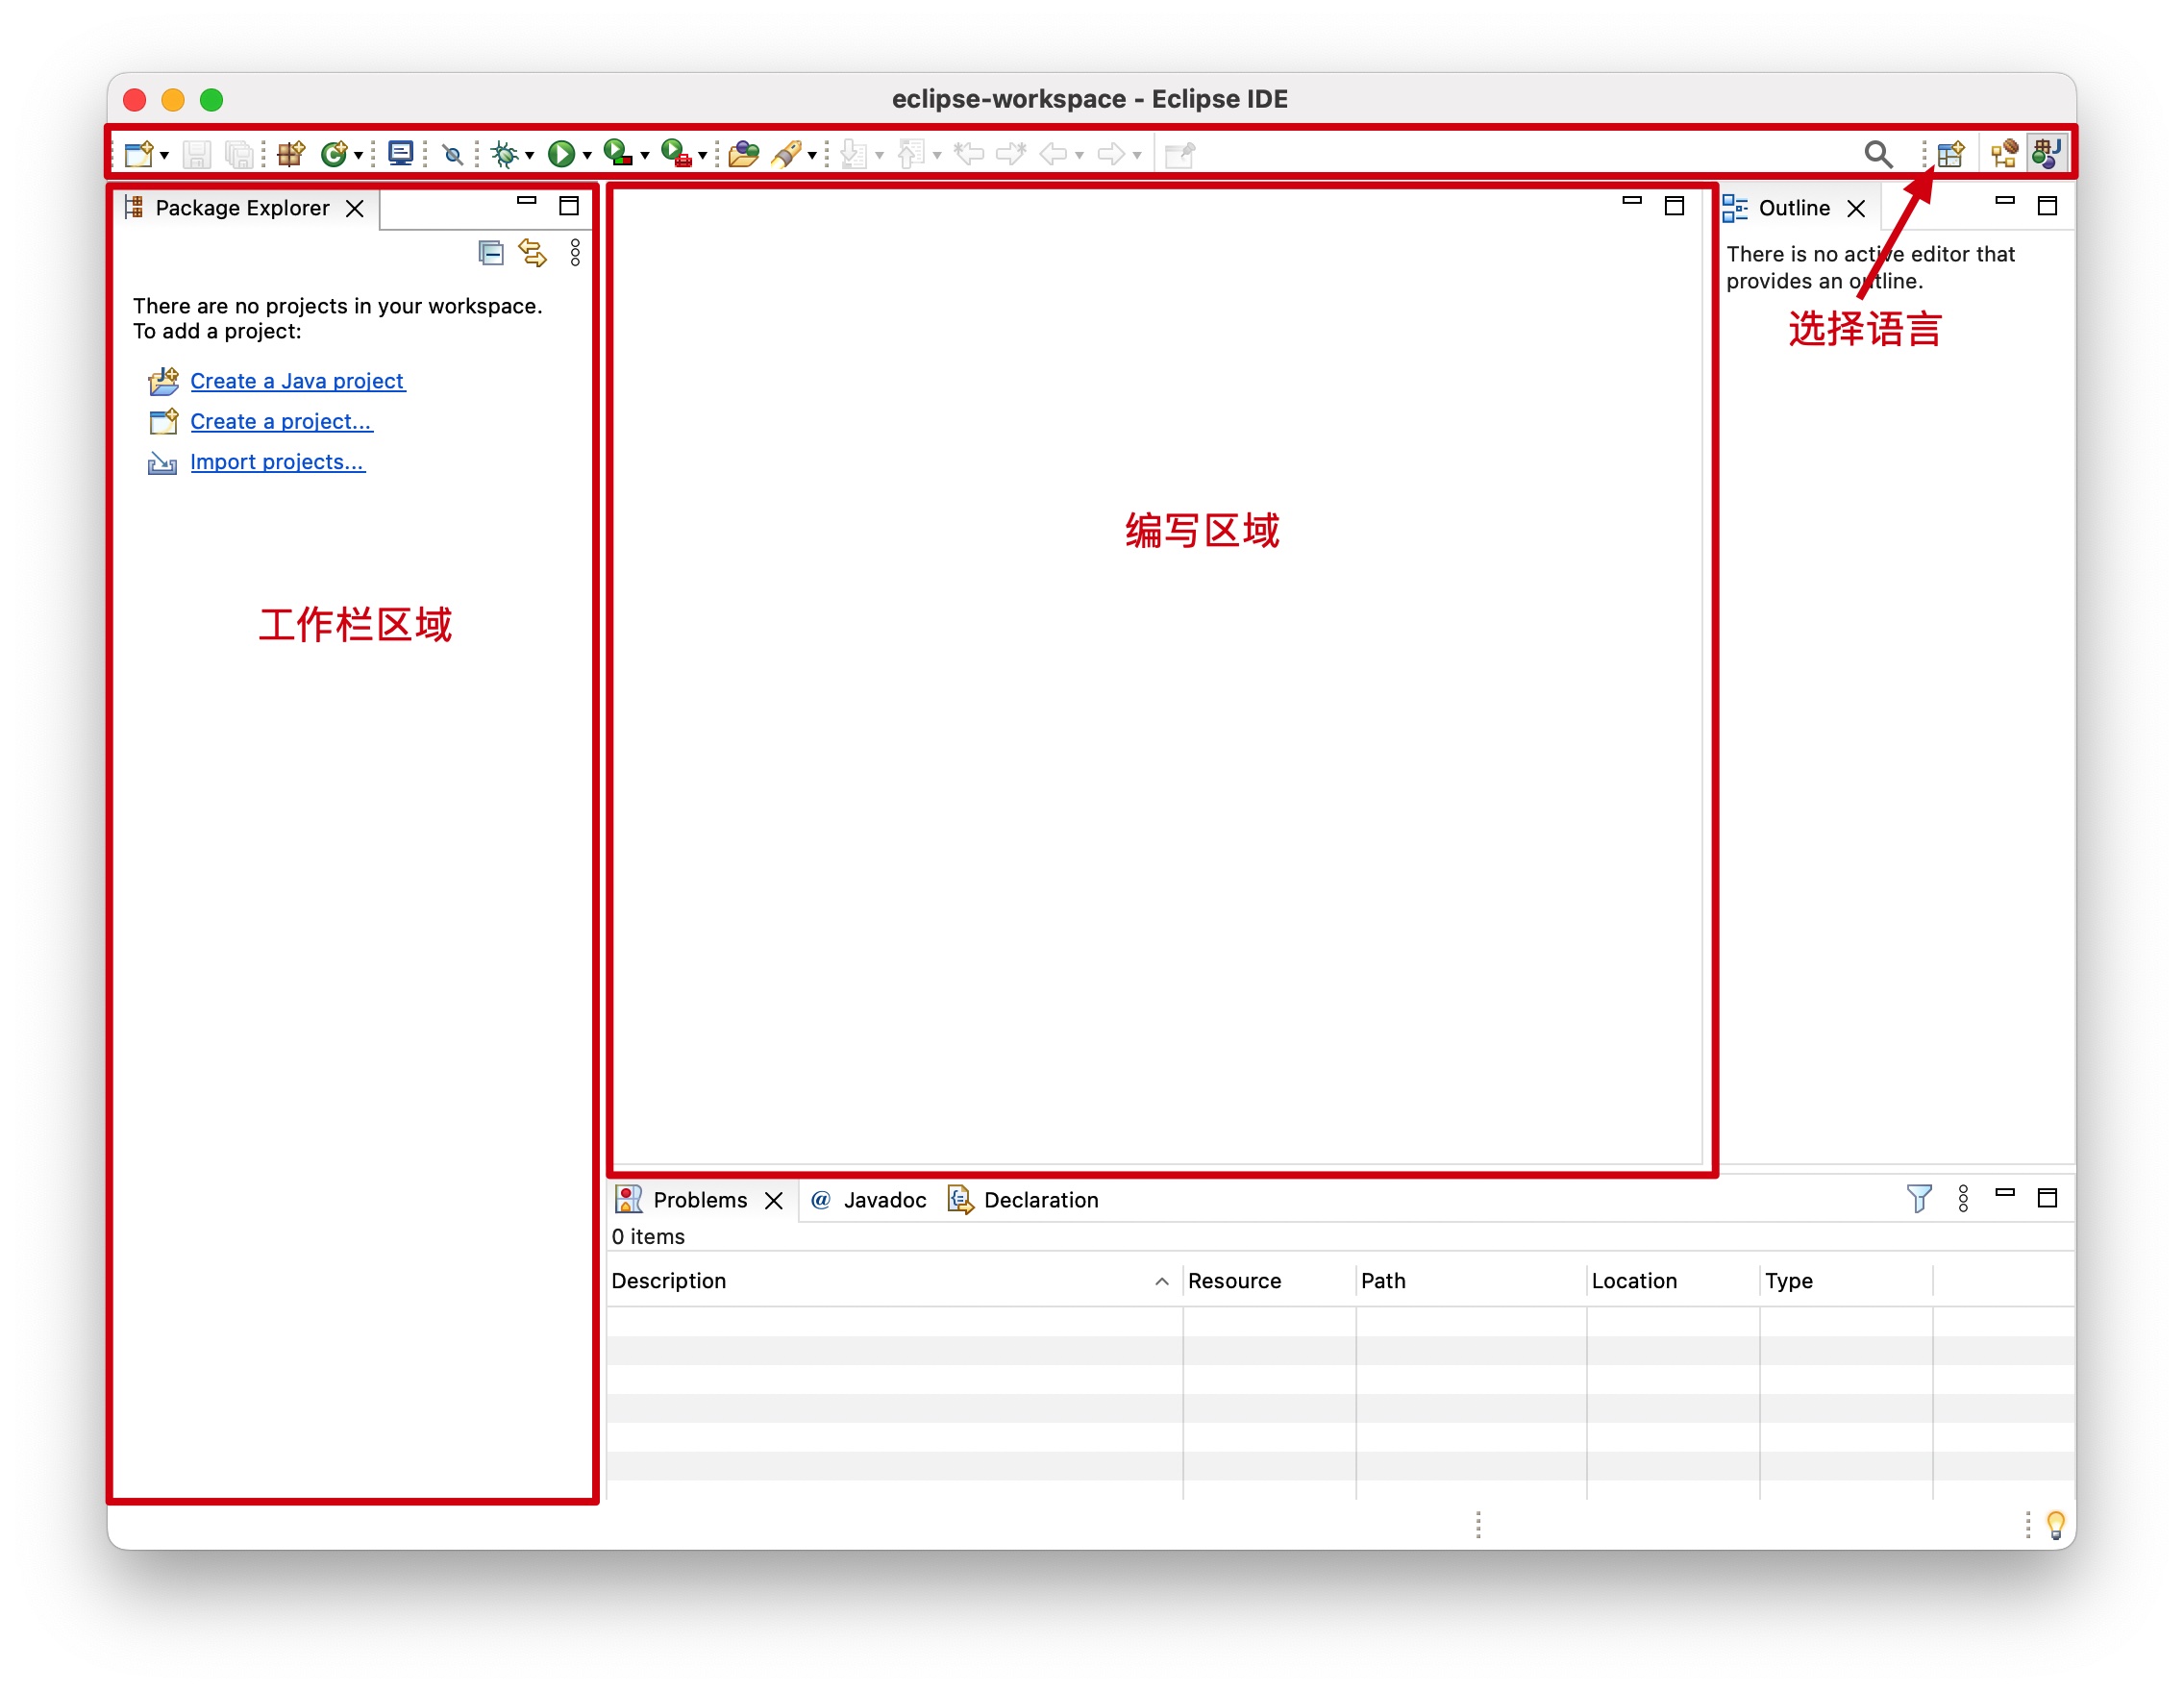 eclipse-workspace - Eclipse IDE
Package Explorer
There are no projects in your workspace.
To add a project:
Create a Java project
Create a project...
Import projects...
工作栏区域
编写区域
Outline
There is no active editor that
provides an outline.
选择语言
Problems
@ Javadoc
Declaration
0 items
Description
Resource
Path
Location
Type